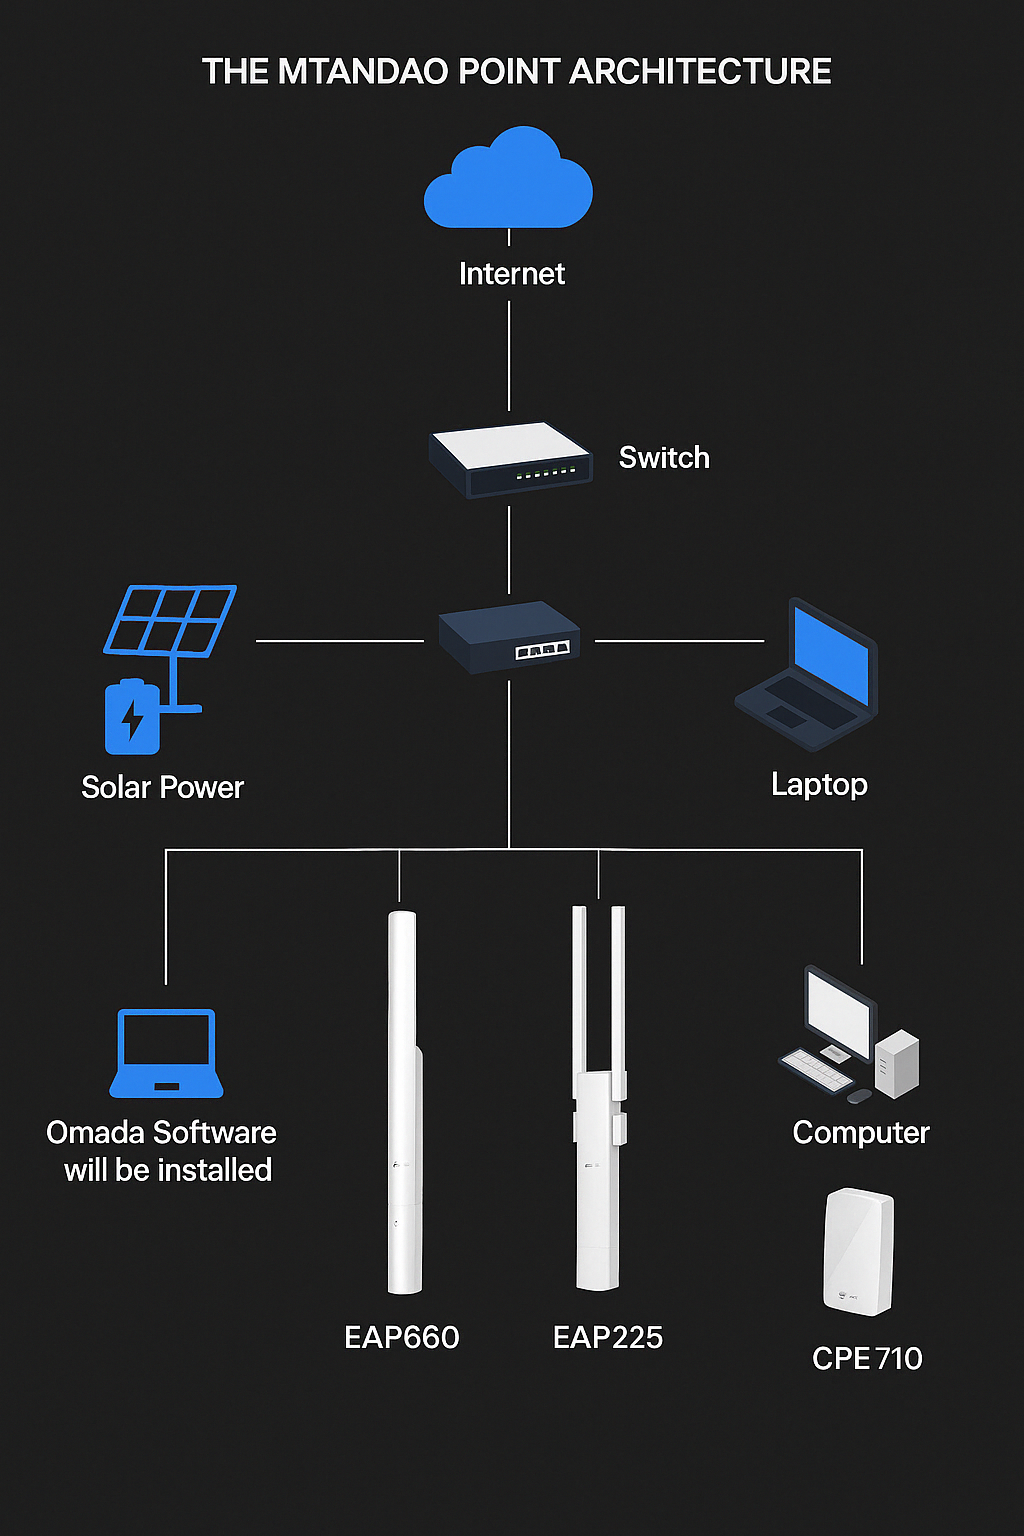 THE MTANDAO POINT ARCHITECTURE
Internet
Switch
Solar Power
Laptop
Omada Software
will be installed
Computer
EAP660
EAP225
CPE 710